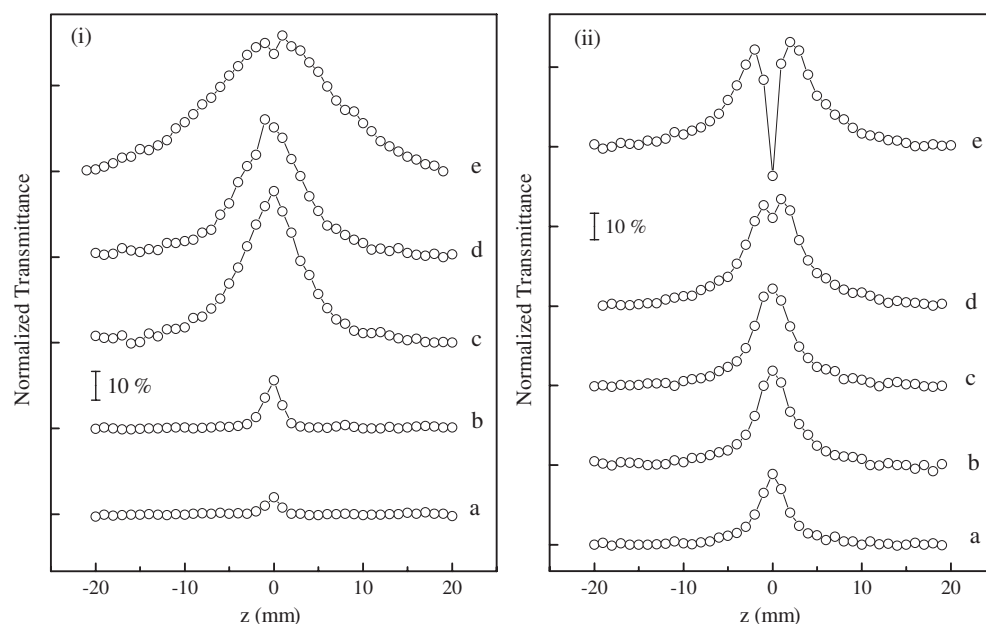 (i)
e
d
c
10 %
b
a
Normalized Transmittance
-20 -10 0 10 20
z (mm)
(ii)
e
10 %
d
c
b
a
Normalized Transmittance
-20 -10 0 10 20
z (mm)